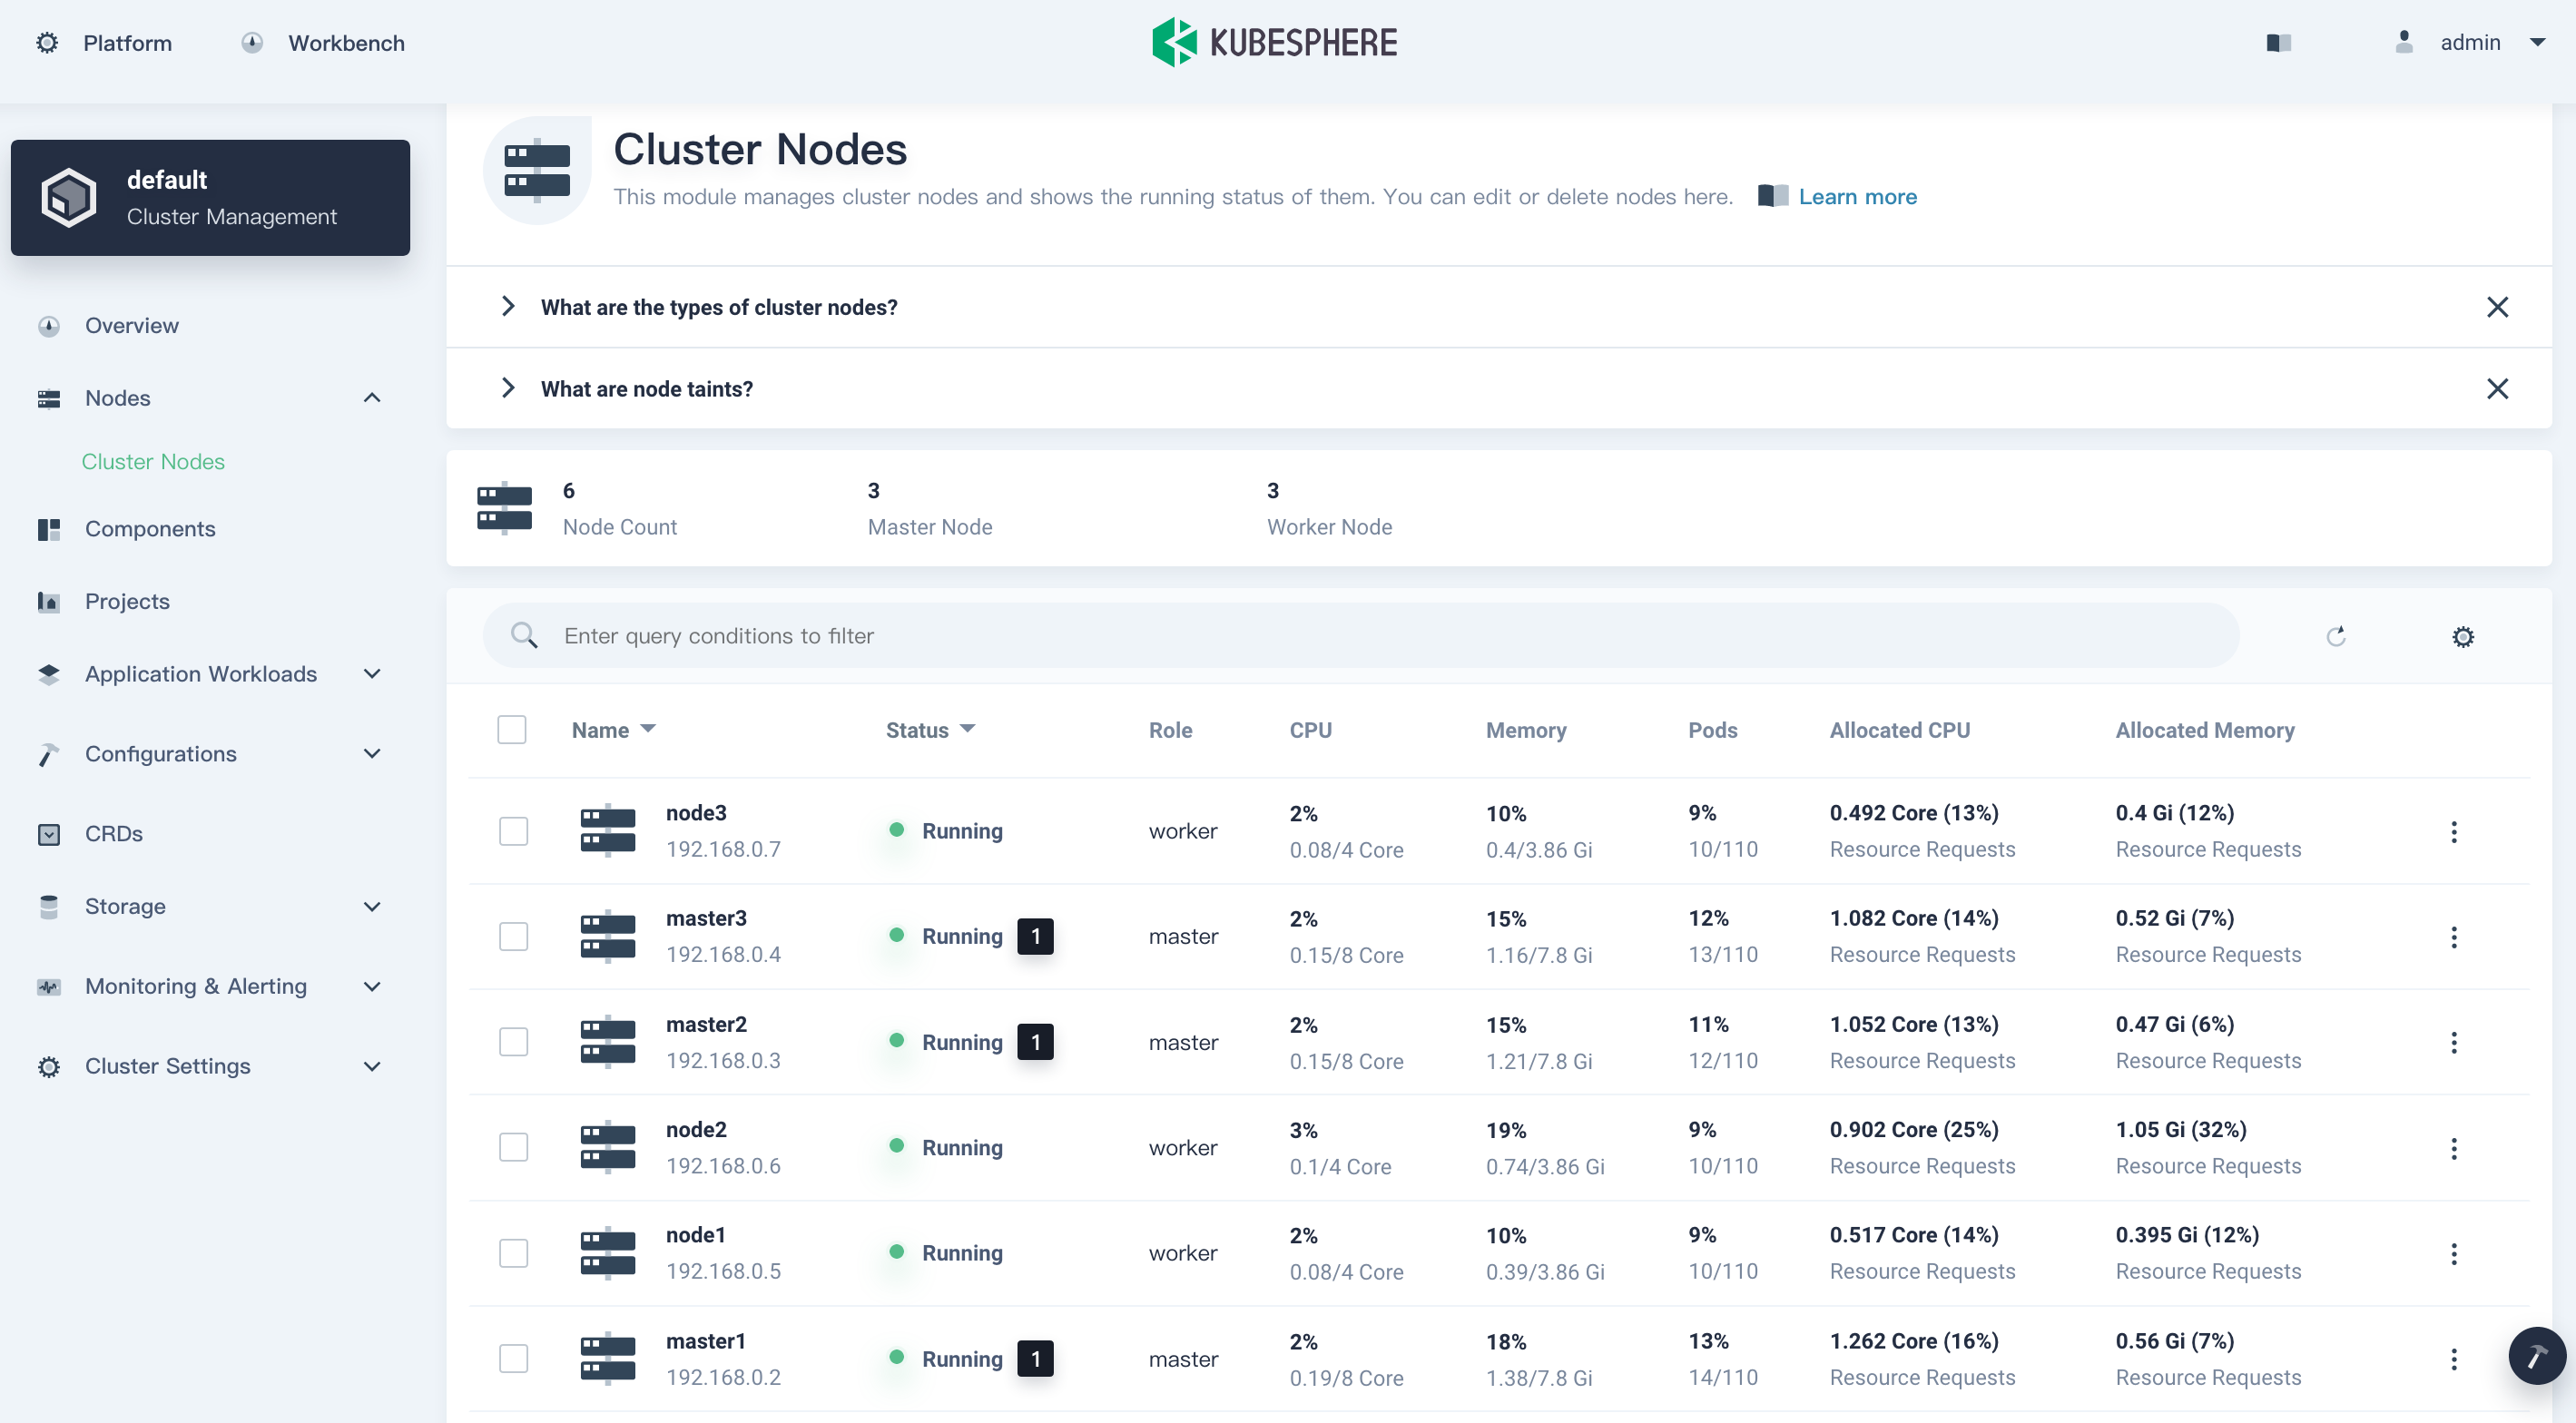 Platform
Workbench
KUBESPHERE
admin
default
Cluster Management
Overview
Nodes
Cluster Nodes
Components
Projects
Application Workloads
Configurations
CRDs
Storage
Monitoring & Alerting
Cluster Settings
Cluster Nodes
This module manages cluster nodes and shows the running status of them. You can edit or delete nodes here. Learn more
What are the types of cluster nodes?
What are node taints?
6 3 3
Node Count Master Node Worker Node
Enter query conditions to filter
Name Status Role CPU Memory Pods Allocated CPU Allocated Memory
node3 Running worker 2% 10% 9% 0.492 Core (13%) 0.4 Gi (12%)
192.168.0.7 0.08/4 Core 0.4/3.86 Gi 10/110 Resource Requests Resource Requests
master3 Running 1 master 2% 15% 12% 1.082 Core (14%) 0.52 Gi (7%)
192.168.0.4 0.15/8 Core 1.16/7.8 Gi 13/110 Resource Requests Resource Requests
master2 Running 1 master 2% 15% 11% 1.052 Core (13%) 0.47 Gi (6%)
192.168.0.3 0.15/8 Core 1.21/7.8 Gi 12/110 Resource Requests Resource Requests
node2 Running worker 3% 19% 9% 0.902 Core (25%) 1.05 Gi (32%)
192.168.0.6 0.1/4 Core 0.74/3.86 Gi 10/110 Resource Requests Resource Requests
node1 Running worker 2% 10% 9% 0.517 Core (14%) 0.395 Gi (12%)
192.168.0.5 0.08/4 Core 0.39/3.86 Gi 10/110 Resource Requests Resource Requests
master1 Running 1 master 2% 18% 13% 1.262 Core (16%) 0.56 Gi (7%)
192.168.0.2 0.19/8 Core 1.38/7.8 Gi 14/110 Resource Requests Resource Requests